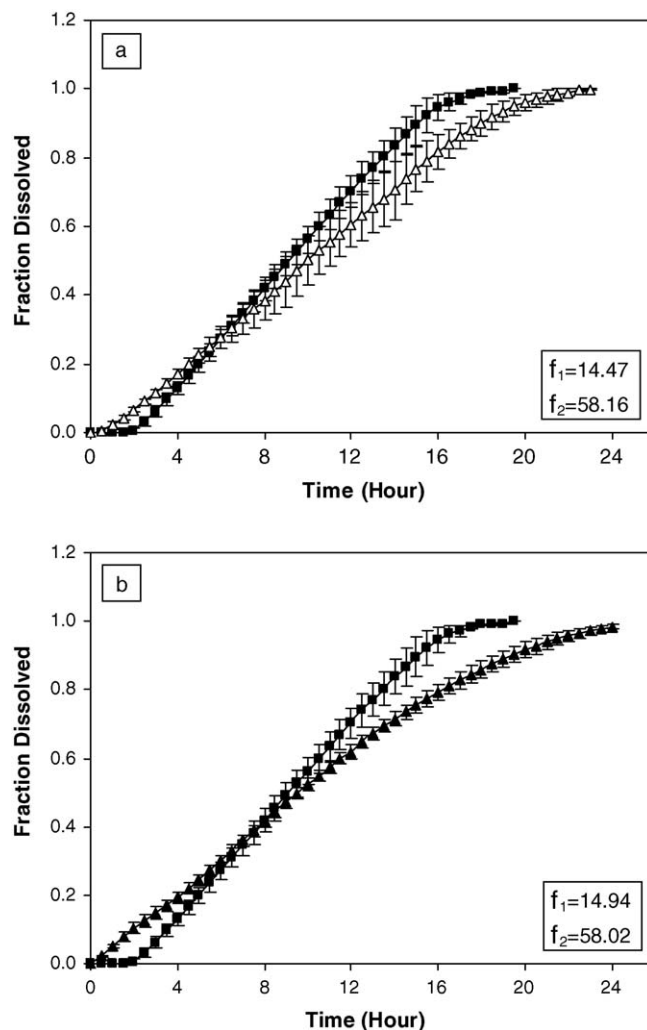 a
1.2
1.0
0.8
0.6
0.4
0.2
0.0
Fraction Dissolved
f₁=14.47
f₂=58.16
0 4 8 12 16 20 24
Time (Hour)
b
1.2
1.0
0.8
0.6
0.4
0.2
0.0
Fraction Dissolved
f₁=14.94
f₂=58.02
0 4 8 12 16 20 24
Time (Hour)